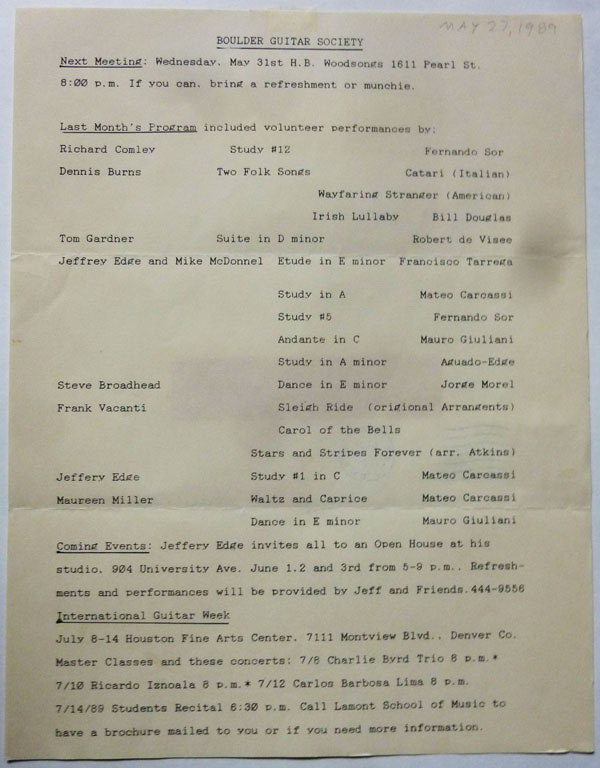 MAY 27, 1989
BOULDER GUITAR SOCIETY
Next Meeting: Wednesday, May 31st H.B. Woodsongs 1611 Pearl St.
8:00 p.m. If you can, bring a refreshment or munchie.
Last Month's Program included volunteer performances by:
Richard Comley Study #12 Fernando Sor
Dennis Burns Two Folk Songs Catari (Italian)
Wayfaring Stranger (American)
Irish Lullaby Bill Douglas
Tom Gardner Suite in D minor Robert de Visee
Jeffrey Edge and Mike McDonnel Etude in E minor Francisco Tarrega
Study in A Mateo Carcassi
Study #5 Fernando Sor
Andante in C Mauro Giuliani
Study in A minor Aguado-Edge
Steve Broadhead Dance in E minor Jorge Morel
Frank Vacanti Sleigh Ride (origional Arrangents)
Carol of the Bells
Stars and Stripes Forever (arr. Atkins)
Jeffery Edge Study #1 in C Mateo Carcassi
Maureen Miller Waltz and Caprice Mateo Carcassi
Dance in E minor Mauro Giuliani
Coming Events: Jeffery Edge invites all to an Open House at his
studio, 904 University Ave. June 1,2 and 3rd from 5-9 p.m.. Refresh-
ments and performances will be provided by Jeff and Friends.444-9556
International Guitar Week
July 8-14 Houston Fine Arts Center, 7111 Montview Blvd., Denver Co.
Master Classes and these concerts: 7/8 Charlie Byrd Trio 8 p.m.*
7/10 Ricardo Iznoala 8 p.m.* 7/12 Carlos Barbosa Lima 8 p.m.
7/14/89 Students Recital 6:30 p.m. Call Lamont School of Music to
have a brochure mailed to you or if you need more information.